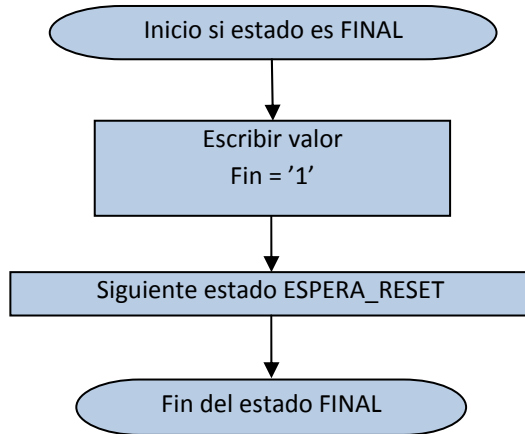 Inicio si estado es FINAL
Escribir valor
Fin = ’1’
Siguiente estado ESPERA_RESET
Fin del estado FINAL